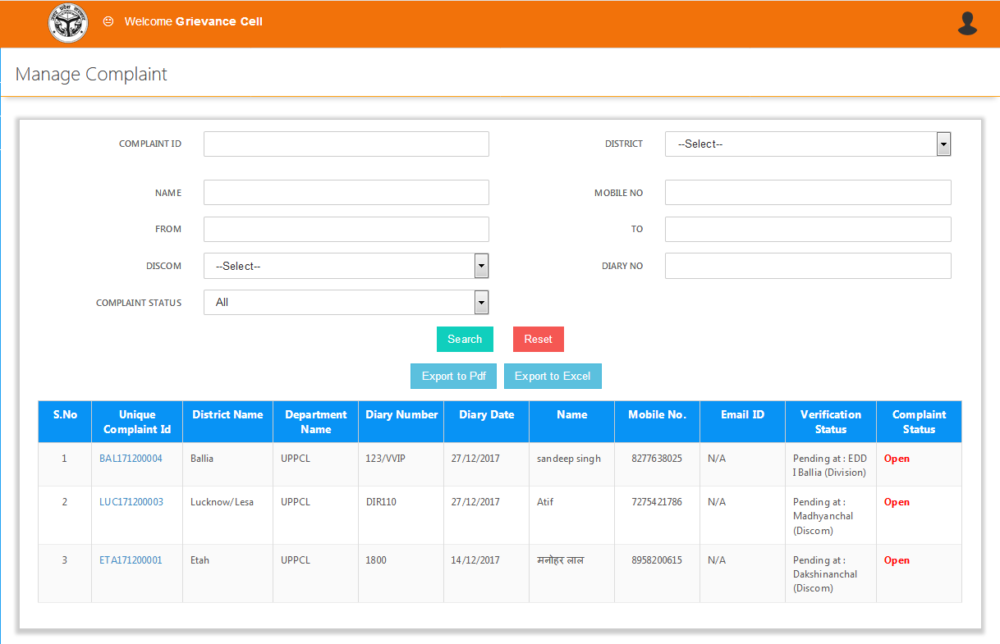 Welcome Grievance Cell
Manage Complaint
COMPLAINT ID
DISTRICT --Select--
NAME
MOBILE NO
FROM
TO
DISCOM --Select--
DIARY NO
COMPLAINT STATUS All
Search Reset
Export to Pdf Export to Excel
S.No Unique Complaint Id District Name Department Name Diary Number Diary Date Name Mobile No. Email ID Verification Status Complaint Status
1 BAL171200004 Ballia UPPCL 123/VVIP 27/12/2017 sandeep singh 8277638025 N/A Pending at : EDD I Ballia (Division) Open
2 LUC171200003 Lucknow/Lesa UPPCL DIR110 27/12/2017 Atif 7275421786 N/A Pending at : Madhyanchal (Discom) Open
3 ETA171200001 Etah UPPCL 1800 14/12/2017 मनोहर लाल 8958200615 N/A Pending at : Dakshinanchal (Discom) Open